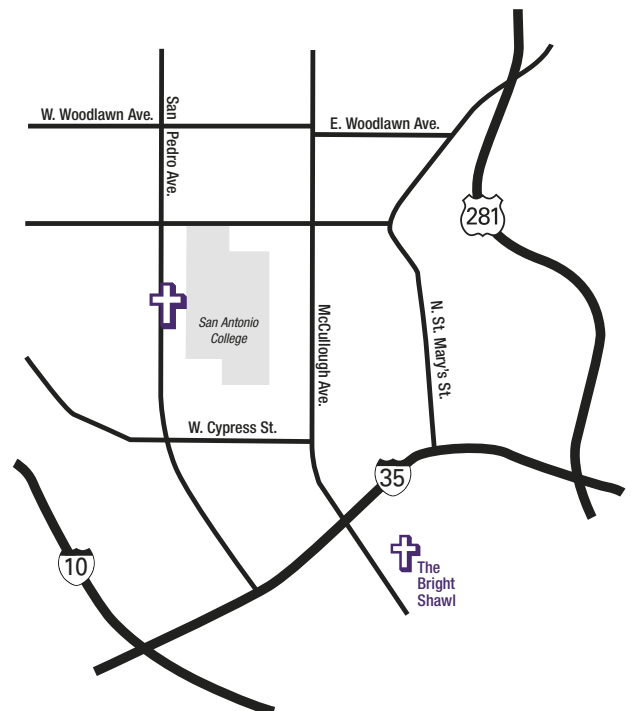 W. Woodlawn Ave.
San Pedro Ave.
E. Woodlawn Ave.
281
San Antonio
College
McCullough Ave.
N. St. Mary's St.
W. Cypress St.
35
10
The
Bright
Shawl